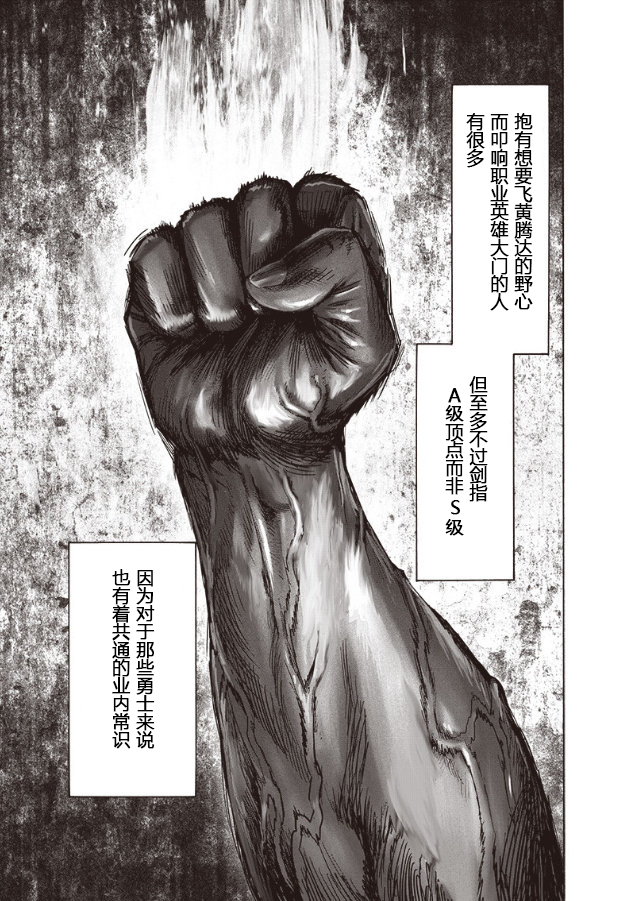 抱有想要飞黄腾达的野心
而叩响职业英雄大门的人
有很多
但至多不过剑指
A级顶点而非S级
因为对于那些勇士来说
也有着共通的业内常识